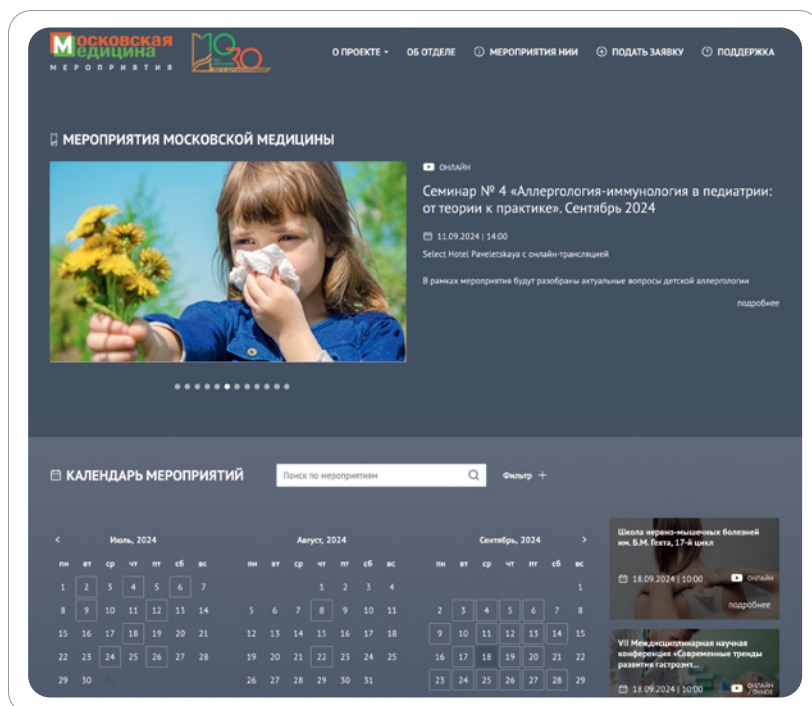 Московская
Медицина
МЕРОПРИЯТИЯ
О ПРОЕКТЕ
ОБ ОТДЕЛЕ
МЕРОПРИЯТИЯ НИИ
ПОДАТЬ ЗАЯВКУ
ПОДДЕРЖКА
МЕРОПРИЯТИЯ МОСКОВСКОЙ МЕДИЦИНЫ
ОНЛАЙН
Семинар № 4 «Аллергология-иммунология в педиатрии:
от теории к практике». Сентябрь 2024
11.09.2024 | 14:00
Select Hotel Paveletskaya с онлайн-трансляцией
В рамках мероприятия будут разобраны актуальные вопросы детской аллергологии
подробнее
КАЛЕНДАРЬ МЕРОПРИЯТИЙ
Поиск по мероприятиям
Фильтр +
< Июль, 2024
пн вт ср чт пт сб вс
1 2 3 4 5 6 7
8 9 10 11 12 13 14
15 16 17 18 19 20 21
22 23 24 25 26 27 28
29 30 31
Август, 2024
пн вт ср чт пт сб вс
1 2 3 4
5 6 7 8 9 10 11
12 13 14 15 16 17 18
19 20 21 22 23 24 25
26 27 28 29 30 31
Сентябрь, 2024 >
пн вт ср чт пт сб вс
1
2 3 4 5 6 7 8
9 10 11 12 13 14 15
16 17 18 19 20 21 22
23 24 25 26 27 28 29
Школа нервно-мышечных болезней
им. Б.М. Гехта, 17-й цикл
18.09.2024 | 10:00
ОНЛАЙН
подробнее
VII Междисциплинарная научная
конференция «Современные тренды
развития гастроэнт...
18.09.2024 | 10:00
ОНЛАЙН
/ ОЧНОЕ